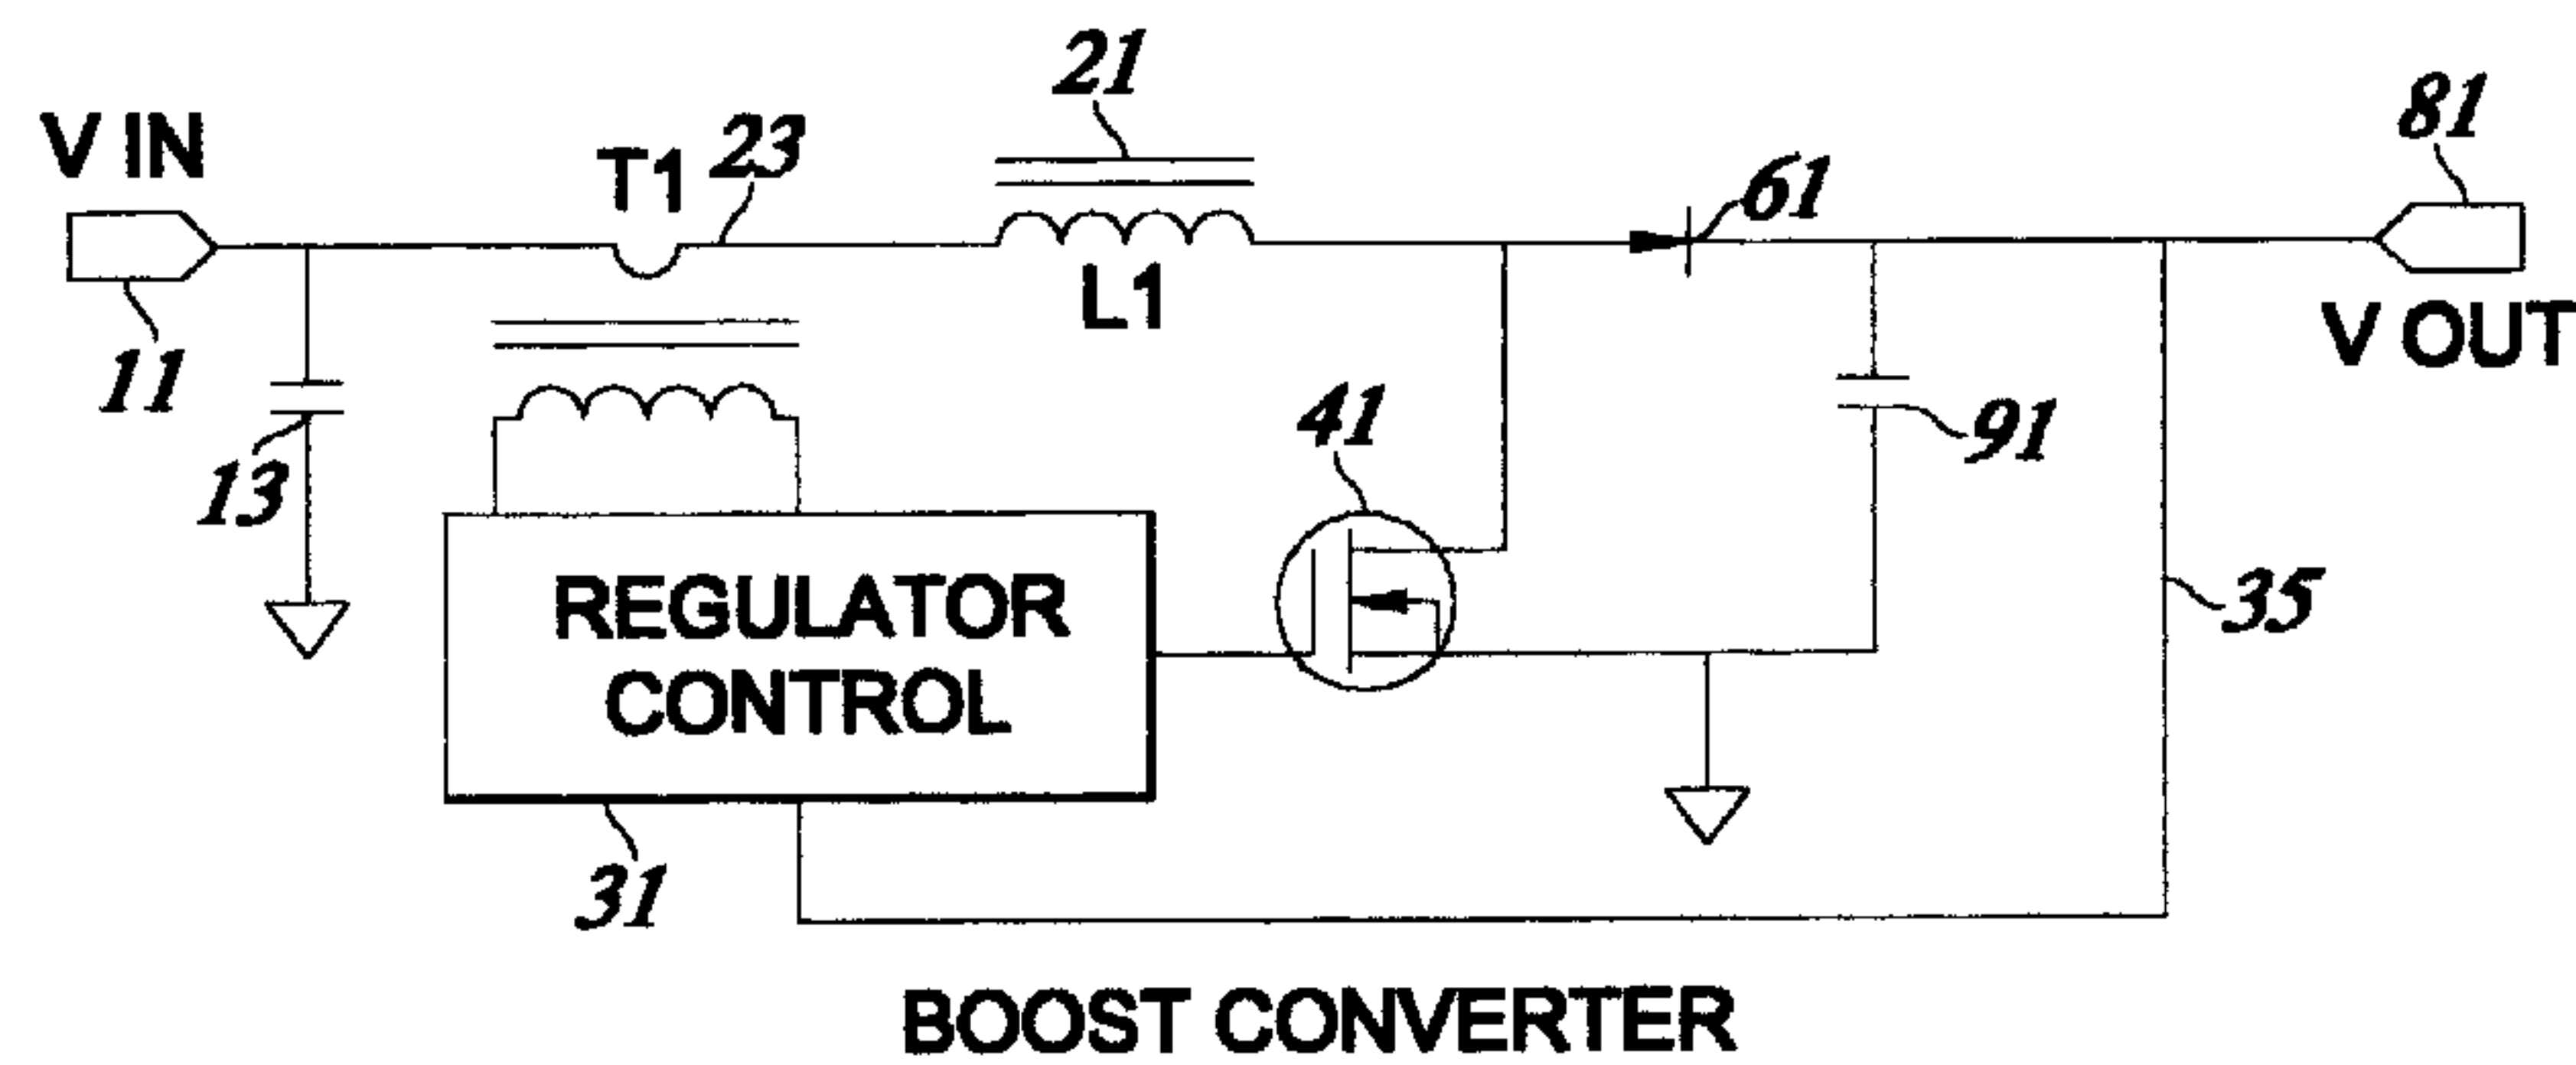 21
81
V IN
T1
23
61
11
L1
V OUT
13
41
91
REGULATOR
CONTROL
35
31
BOOST CONVERTER